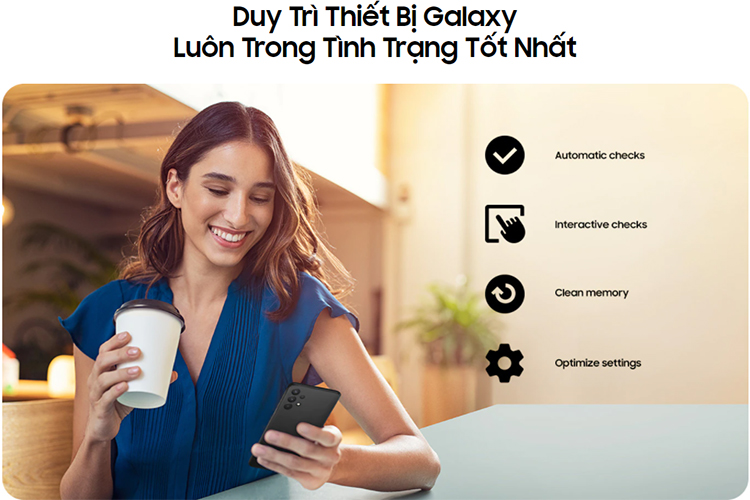 Duy Trì Thiết Bị Galaxy
Luôn Trong Tình Trạng Tốt Nhất
Automatic checks
Interactive checks
Clean memory
Optimize settings